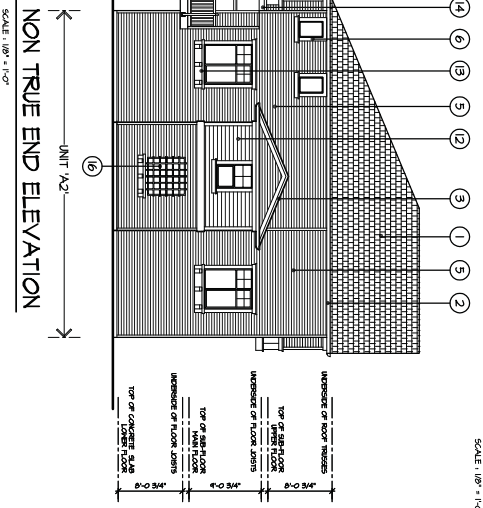 SCALE : 1/8" = 1'-0
14 6 13 5 12 3 1 5 2
UNDERSIDE OF ROOF TRUSSES
8'-0 3/4"
TOP OF SUB-FLOOR
UPPER FLOOR
UNDERSIDE OF FLOOR JOISTS
9'-0 3/4"
TOP OF SUB-FLOOR
MAIN FLOOR
UNDERSIDE OF FLOOR JOISTS
8'-0 3/4"
TOP OF CONCRETE SLAB
LOWER FLOOR
16
UNIT 'A2'
NON TRUE END ELEVATION
SCALE : 1/8" = 1'-0"